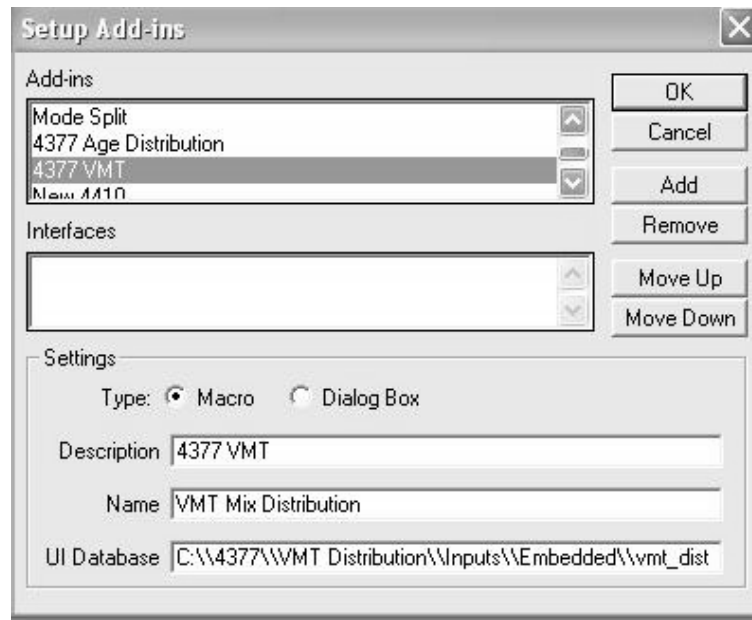 Setup Add-ins
Add-ins
Mode Split
4377 Age Distribution
4377 VMT
New 4410
Interfaces
OK
Cancel
Add
Remove
Move Up
Move Down
Settings
Type: Macro Dialog Box
Description 4377 VMT
Name VMT Mix Distribution
UI Database C:\\4377\\VMT Distribution\\Inputs\\Embedded\\vmt_dist